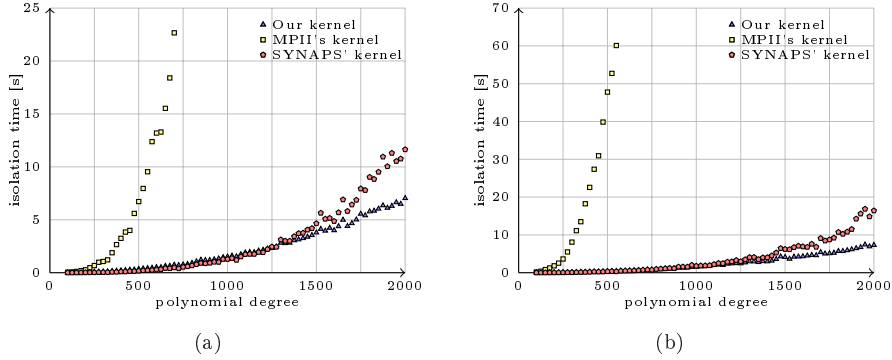 25
20
15
10
5
0
isolation time [s]
Our kernel
MPII's kernel
SYNAPS' kernel
0 500 1000 1500 2000
polynomial degree
(a)
70
60
50
40
30
20
10
0
isolation time [s]
Our kernel
MPII's kernel
SYNAPS' kernel
0 500 1000 1500 2000
polynomial degree
(b)